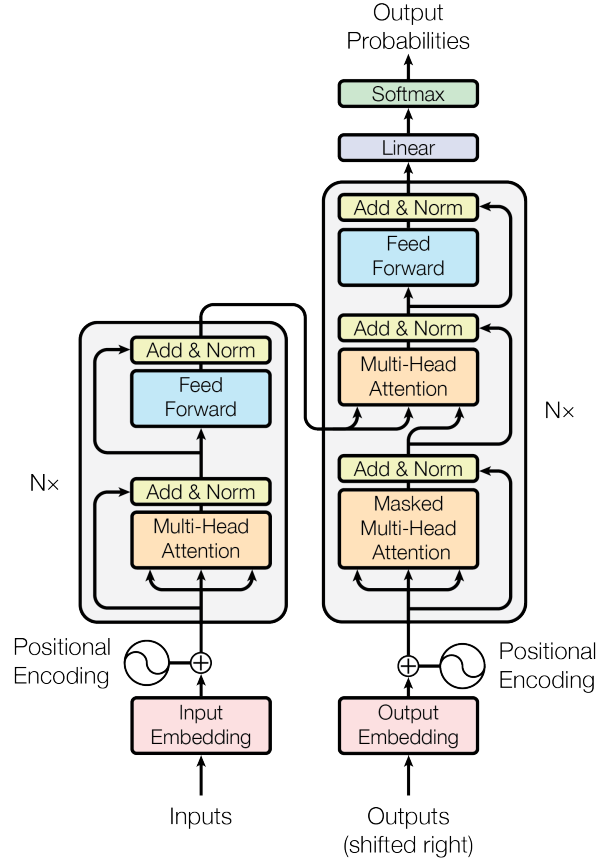 Output
Probabilities
Softmax
Linear
Add & Norm
Feed
Forward
Add & Norm
Multi-Head
Attention
Add & Norm
Masked
Multi-Head
Attention
N×
Positional
Encoding
Output
Embedding
Outputs
(shifted right)
Add & Norm
Feed
Forward
Add & Norm
Multi-Head
Attention
N×
Positional
Encoding
Input
Embedding
Inputs